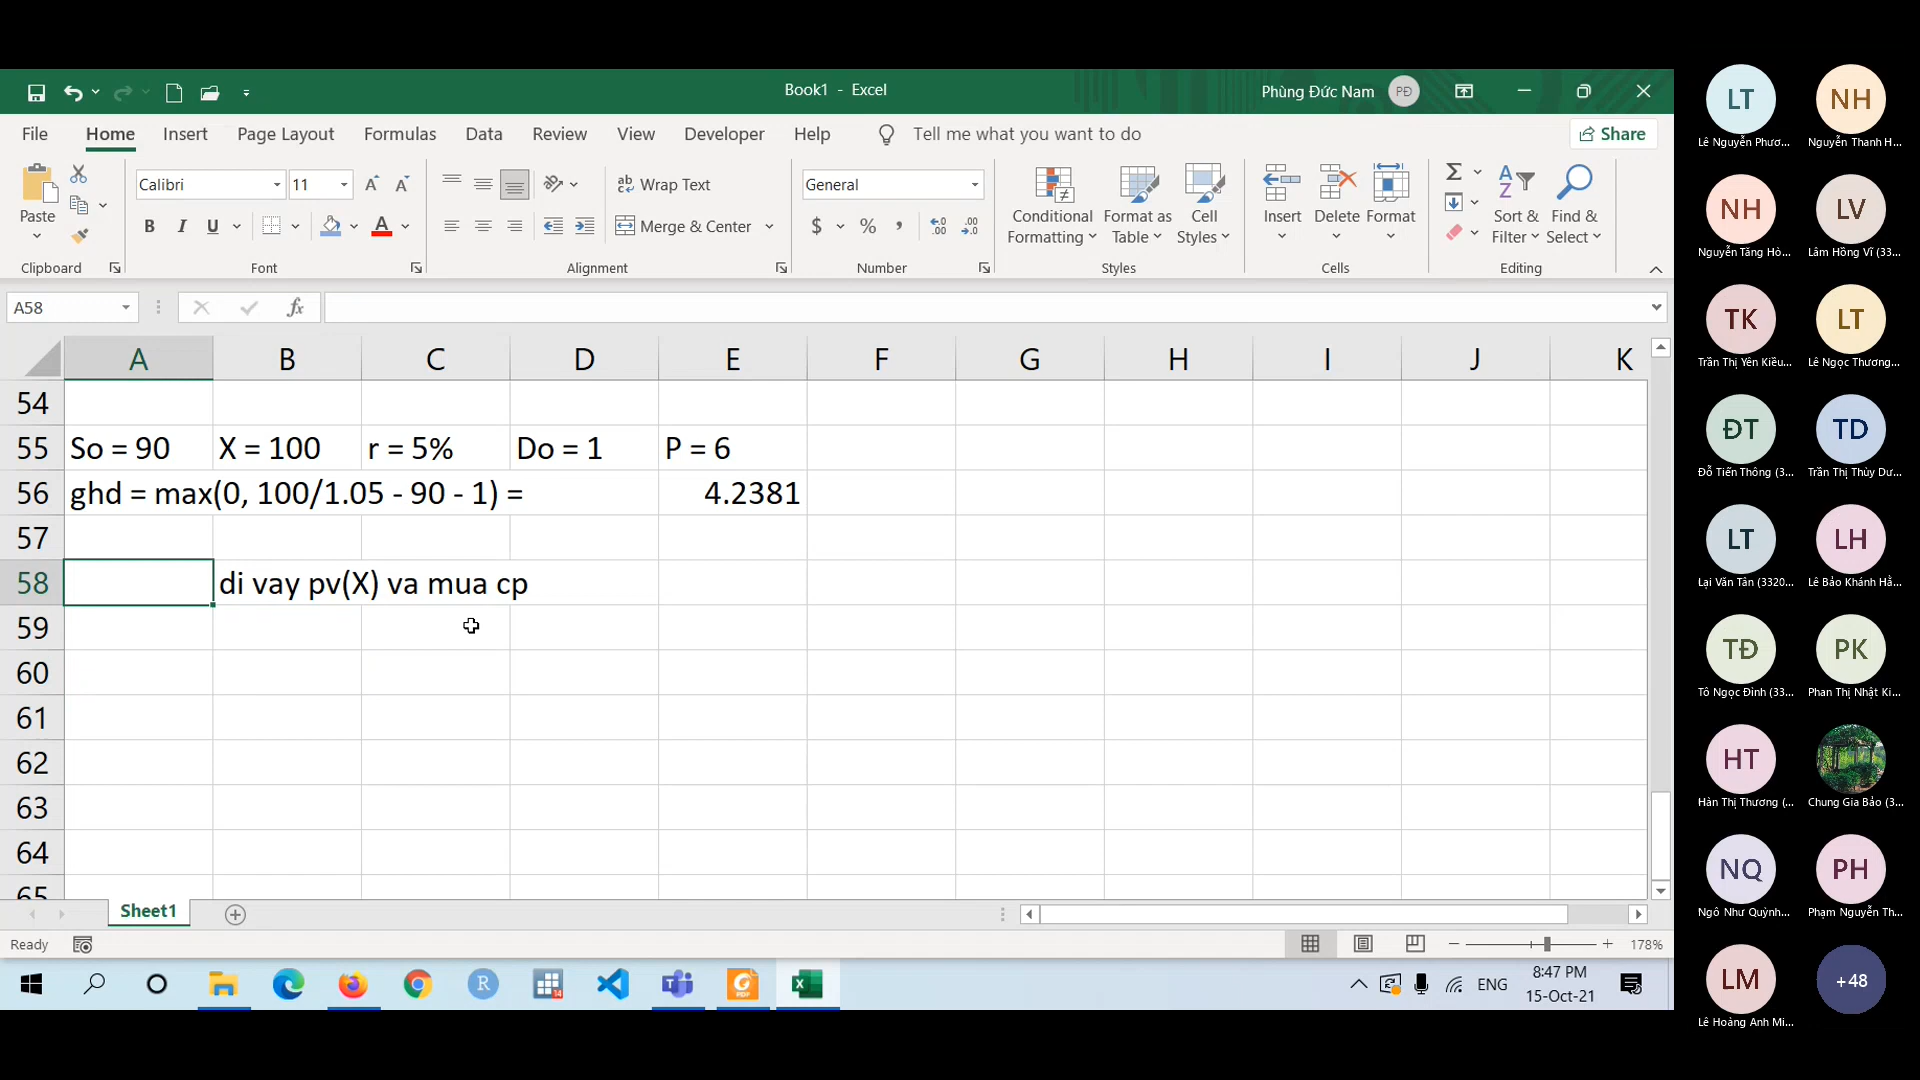 Book1 - Excel
Phùng Đức Nam
PĐ
File Home Insert Page Layout Formulas Data Review View Developer Help Tell me what you want to do
Share
Paste
Clipboard
Calibri 11
B I U
A
Font
Wrap Text
Merge & Center
Alignment
General
$ % ,
Number
Conditional Formatting
Format as Table
Cell Styles
Styles
Insert Delete Format
Cells
Sort & Filter
Find & Select
Editing
A58
fx
A B C D E F G H I J K
54
55 So = 90 X = 100 r = 5% Do = 1 P = 6
56 ghd = max(0, 100/1.05 - 90 - 1) = 4.2381
57
58 di vay pv(X) va mua cp
59
60
61
62
63
64
65
Sheet1
Ready
178%
ENG
8:47 PM
15-Oct-21
LT NH
Lê Nguyễn Phươ... Nguyễn Thanh H...
NH LV
Nguyễn Tăng Hò... Lâm Hồng Vĩ (33...
TK LT
Trần Thị Yên Kiều... Lê Ngọc Thương...
ĐT TD
Đỗ Tiến Thông (3... Trần Thị Thùy Dư...
LT LH
Lại Văn Tân (3320... Lê Bảo Khánh Hằ...
TĐ PK
Tô Ngọc Đình (33... Phan Thị Nhật Ki...
HT
Hàn Thị Thương (... Chung Gia Bảo (3...
NQ PH
Ngô Như Quỳnh... Phạm Nguyễn Th...
LM +48
Lê Hoàng Anh Mi...